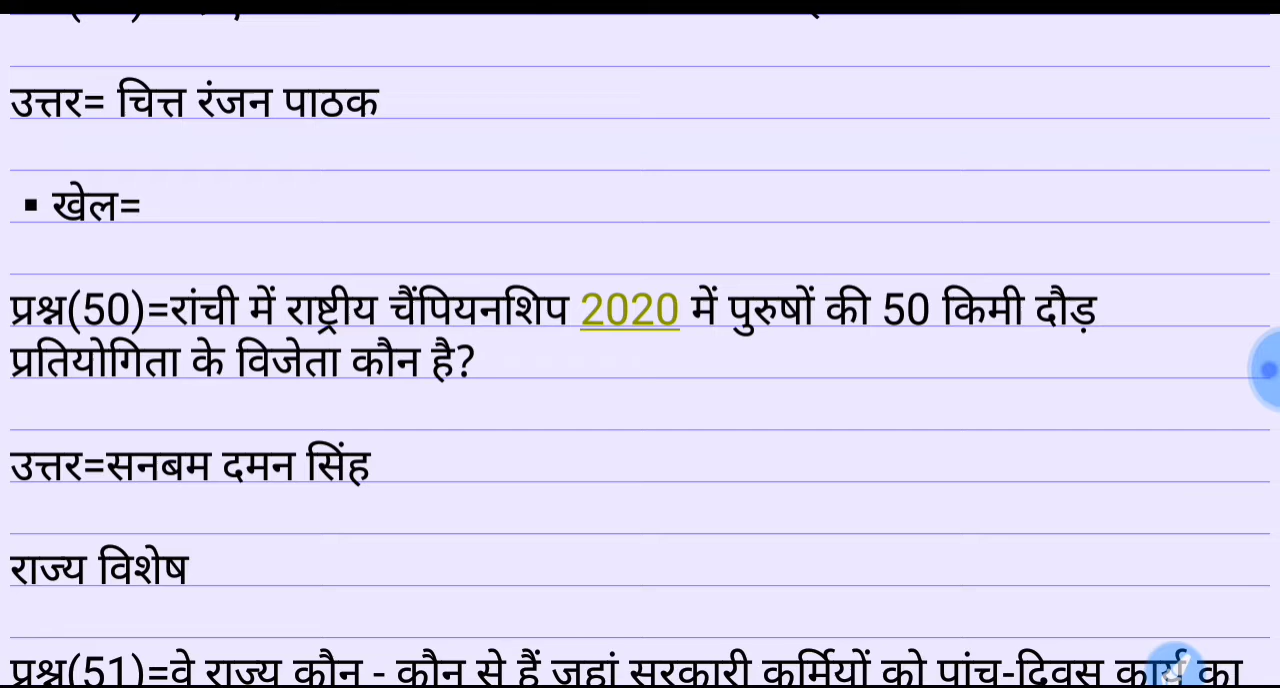 उत्तर= चित्त रंजन पाठक
▪ खेल=
प्रश्न(50)=रांची में राष्ट्रीय चैंपियनशिप 2020 में पुरुषों की 50 किमी दौड़
प्रतियोगिता के विजेता कौन है?
उत्तर=सनबम दमन सिंह
राज्य विशेष
प्रश्न(51)=वे राज्य कौन - कौन से हैं जहां सरकारी कर्मियों को पांच-दिवस कार्य का